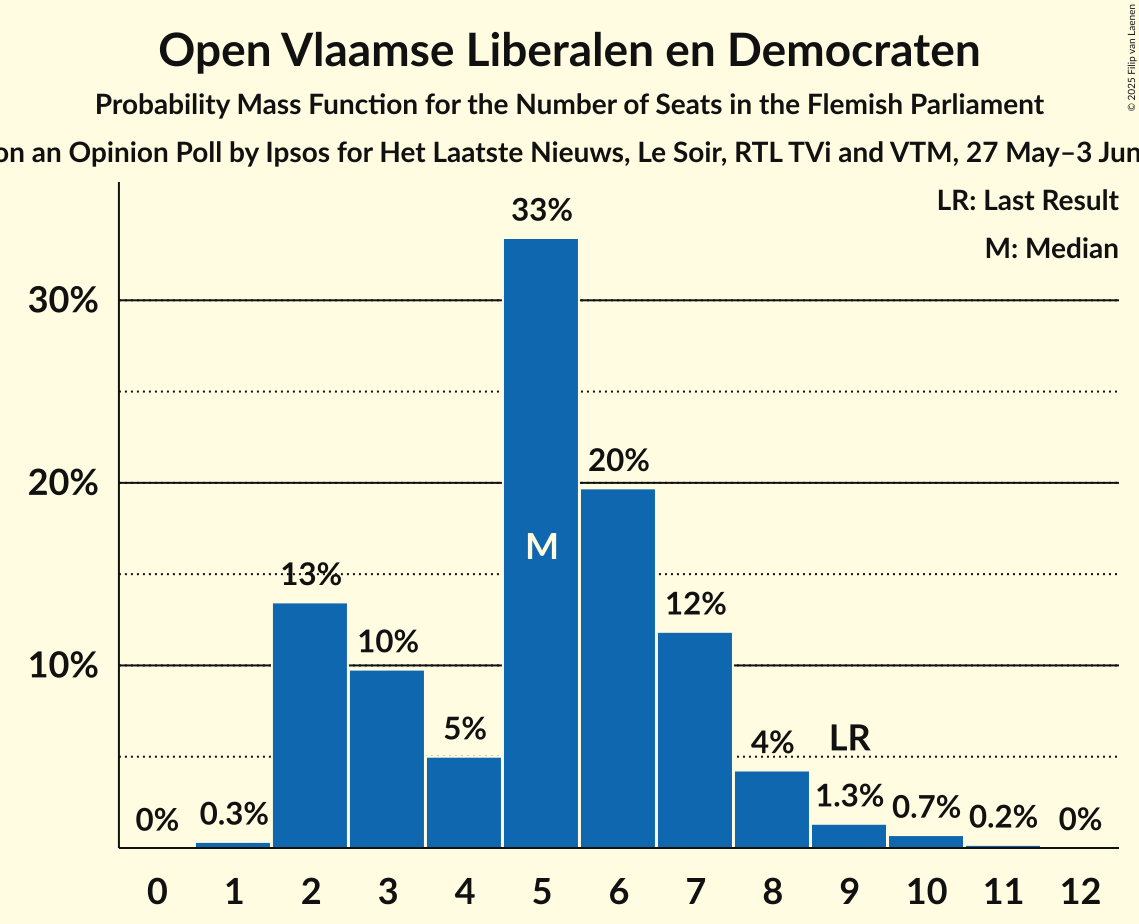 Open Vlaamse Liberalen en Democraten
Probability Mass Function for the Number of Seats in the Flemish Parliament
on an Opinion Poll by Ipsos for Het Laatste Nieuws, Le Soir, RTL TVi and VTM, 27 May–3 Jun
© 2025 Filip van Laenen
LR: Last Result
M: Median
33%
30%
20%
20%
M
13%
12%
10%
10%
5%
4%
LR
0%
0.3%
1.3%
0.7%
0.2%
0%
0 1 2 3 4 5 6 7 8 9 10 11 12